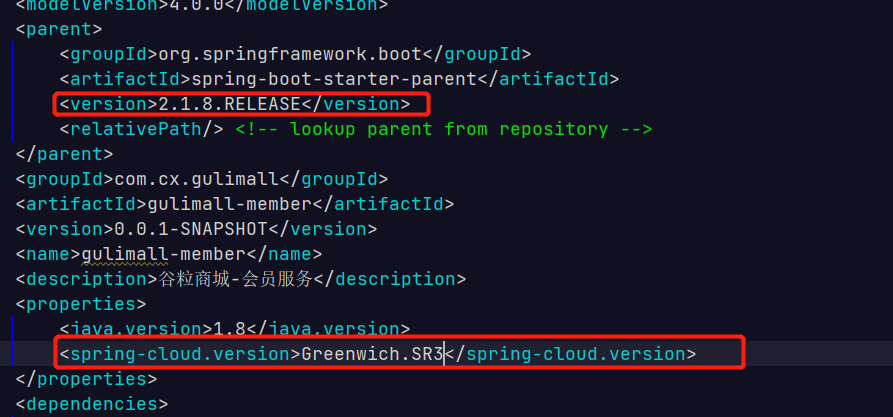 <modelVersion>4.0.0</modelVersion>
<parent>
<groupId>org.springframework.boot</groupId>
<artifactId>spring-boot-starter-parent</artifactId>
<version>2.1.8.RELEASE</version>
<relativePath/> <!-- lookup parent from repository -->
</parent>
<groupId>com.cx.gulimall</groupId>
<artifactId>gulimall-member</artifactId>
<version>0.0.1-SNAPSHOT</version>
<name>gulimall-member</name>
<description>谷粒商城-会员服务</description>
<properties>
<java.version>1.8</java.version>
<spring-cloud.version>Greenwich.SR3</spring-cloud.version>
</properties>
<dependencies>